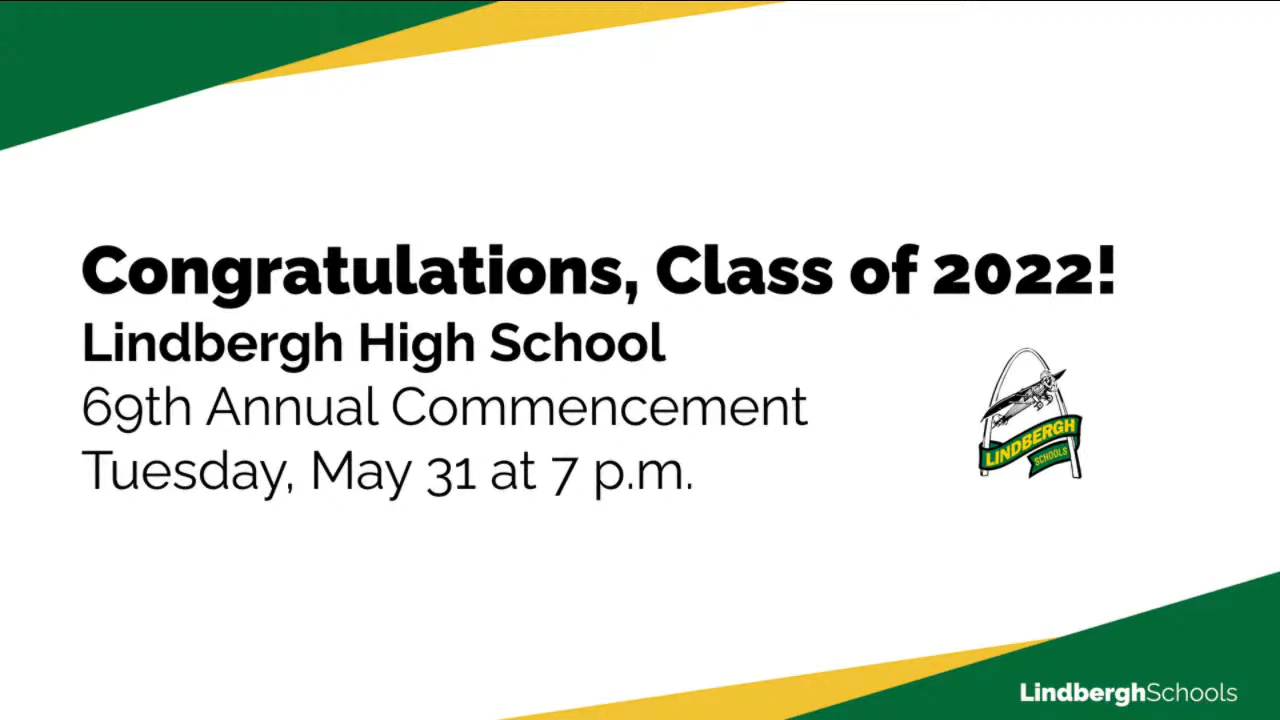 Congratulations, Class of 2022!
Lindbergh High School
69th Annual Commencement
Tuesday, May 31 at 7 p.m.
LINDBERGH
SCHOOLS
LindberghSchools